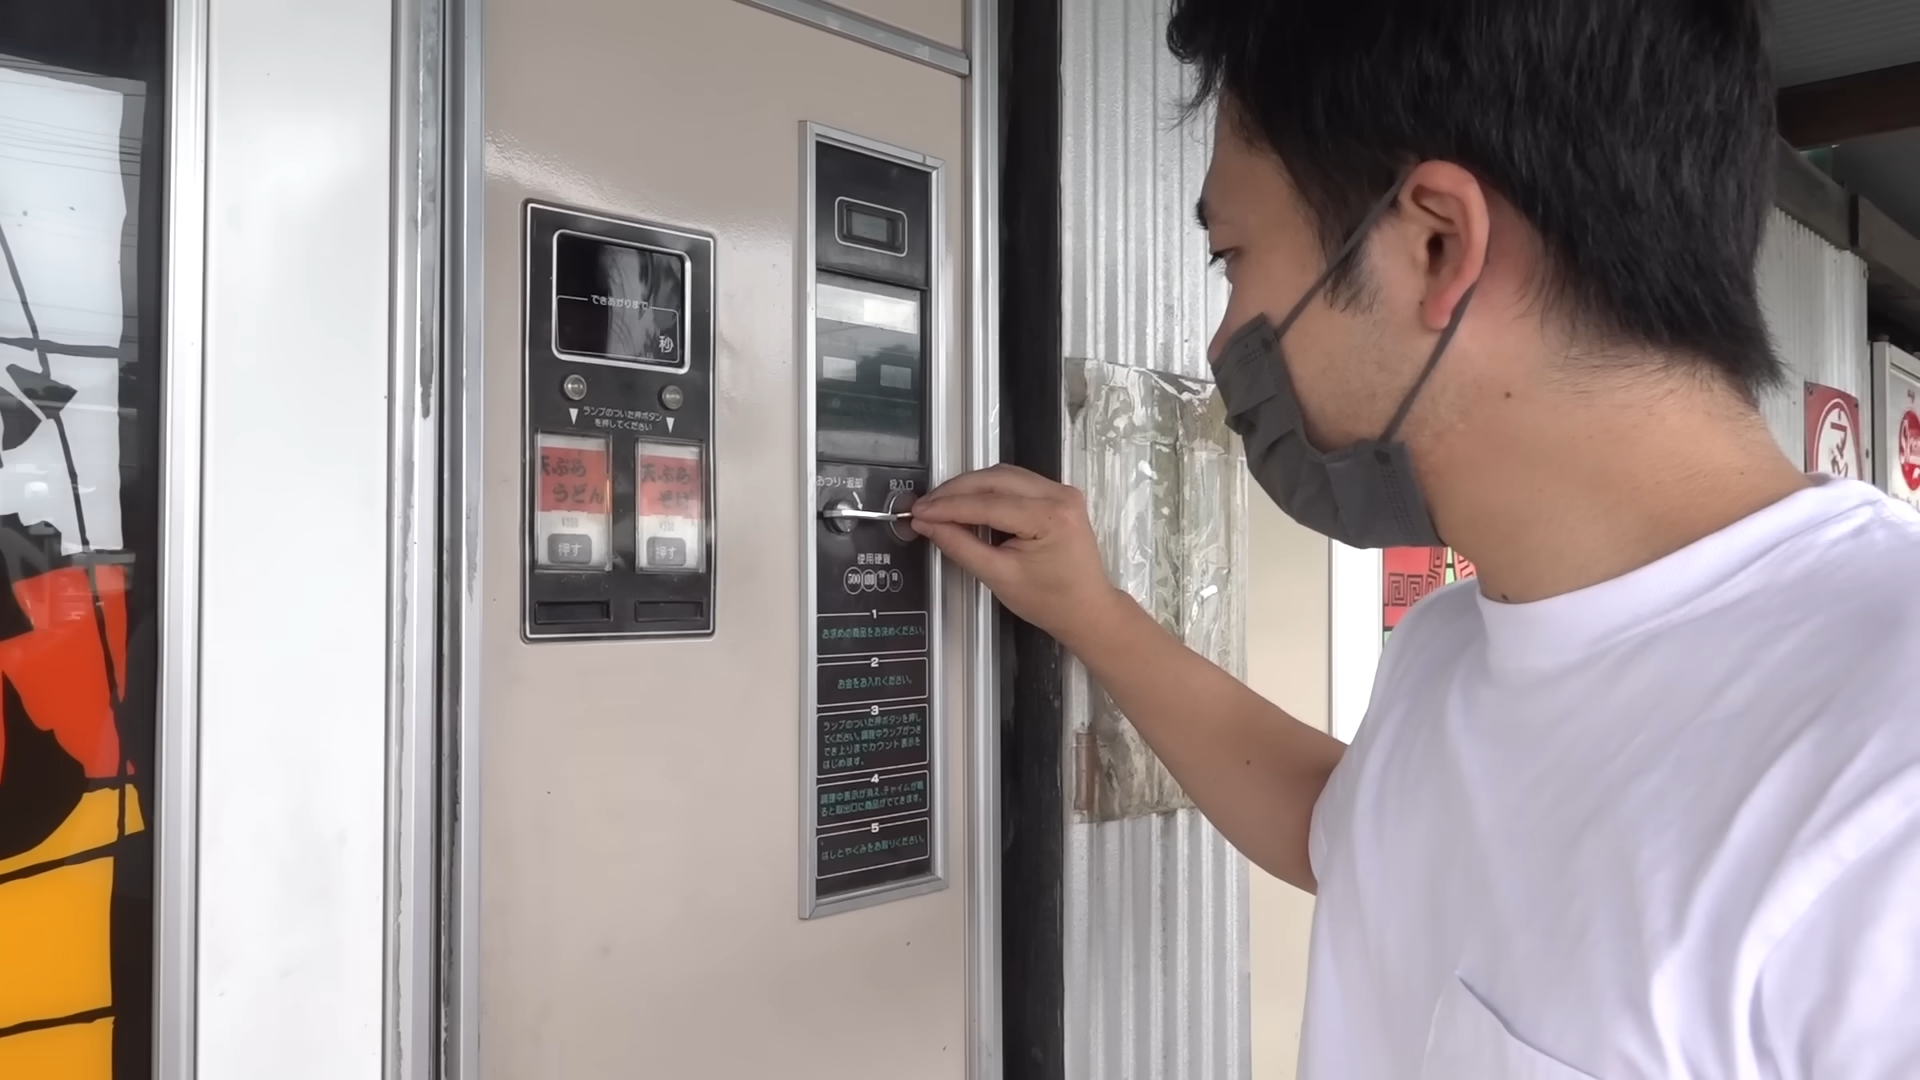 できあがりまで
秒
ランプのついた押ボタン
を押してください
天ぷら
うどん
押す
天ぷら
そば
押す
おつり・返却
投入口
使用硬貨
500 100
1
お求めの商品をお決めください。
2
お金をお入れください。
3
ランプのついた押ボタンを押し
てください。調理中ランプがつき
でき上りまでカウント表示を
はじめます。
4
調理中表示が消え、チャイムが鳴
ると取出口に商品がでてきます。
5
はしとやくみをお取りください。